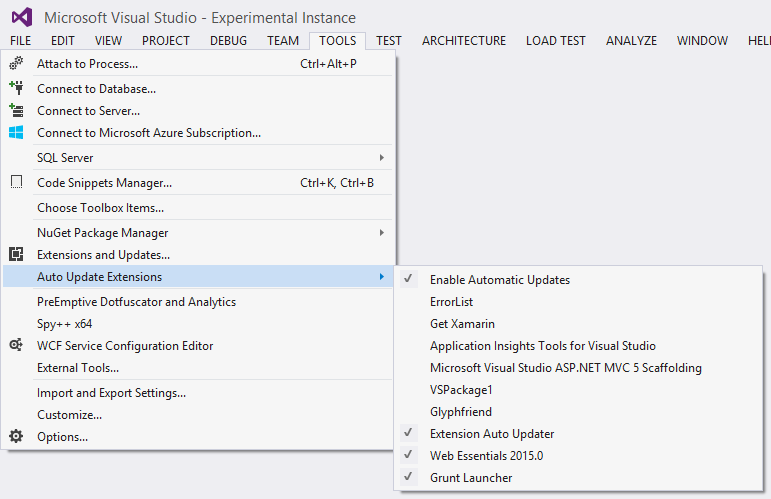 Microsoft Visual Studio - Experimental Instance
FILE EDIT VIEW PROJECT DEBUG TEAM TOOLS TEST ARCHITECTURE LOAD TEST ANALYZE WINDOW HEL
Attach to Process... Ctrl+Alt+P
Connect to Database...
Connect to Server...
Connect to Microsoft Azure Subscription...
SQL Server
Code Snippets Manager... Ctrl+K, Ctrl+B
Choose Toolbox Items...
NuGet Package Manager
Extensions and Updates...
Auto Update Extensions
PreEmptive Dotfuscator and Analytics
Spy++ x64
WCF Service Configuration Editor
External Tools...
Import and Export Settings...
Customize...
Options...
Enable Automatic Updates
ErrorList
Get Xamarin
Application Insights Tools for Visual Studio
Microsoft Visual Studio ASP.NET MVC 5 Scaffolding
VSPackage1
Glyphfriend
Extension Auto Updater
Web Essentials 2015.0
Grunt Launcher